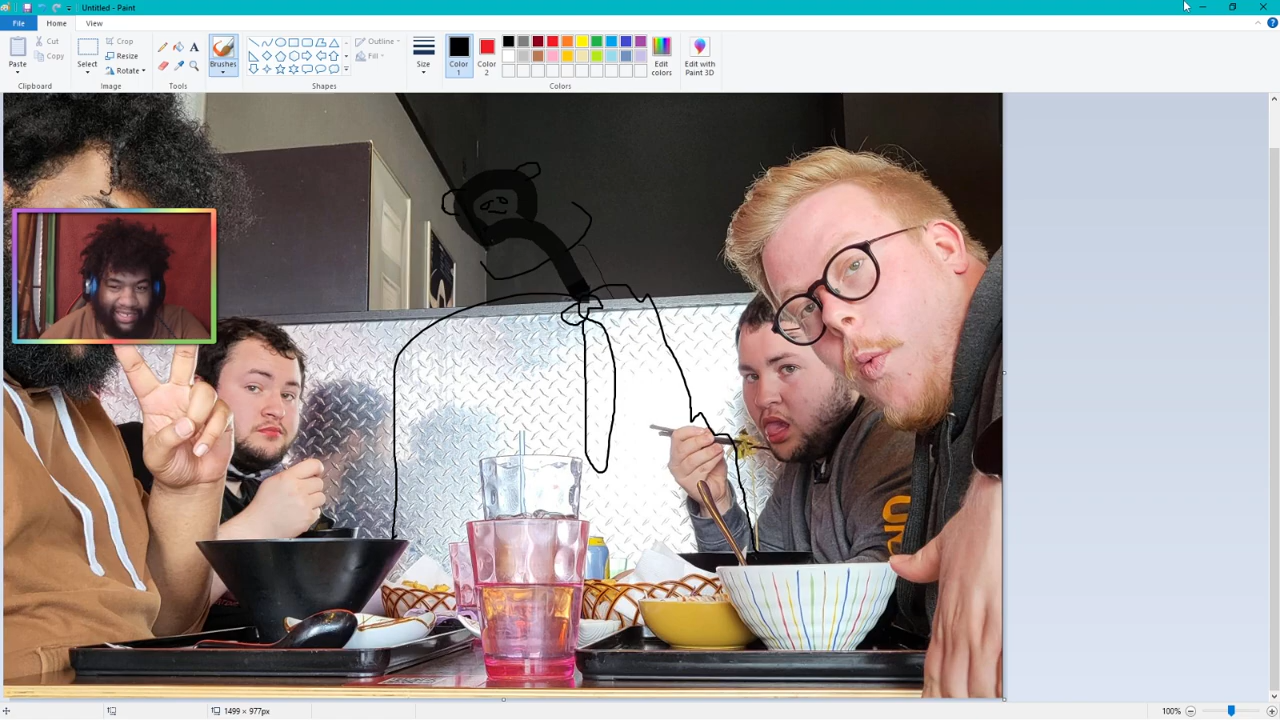 Untitled - Paint
File Home View
Paste
Cut
Copy
Clipboard
Select
Crop
Resize
Rotate
Image
A
Tools
Brushes
Outline
Fill
Shapes
Size
Color 1
Color 2
Edit colors
Edit with Paint 3D
Colors
1499 × 977px
100%